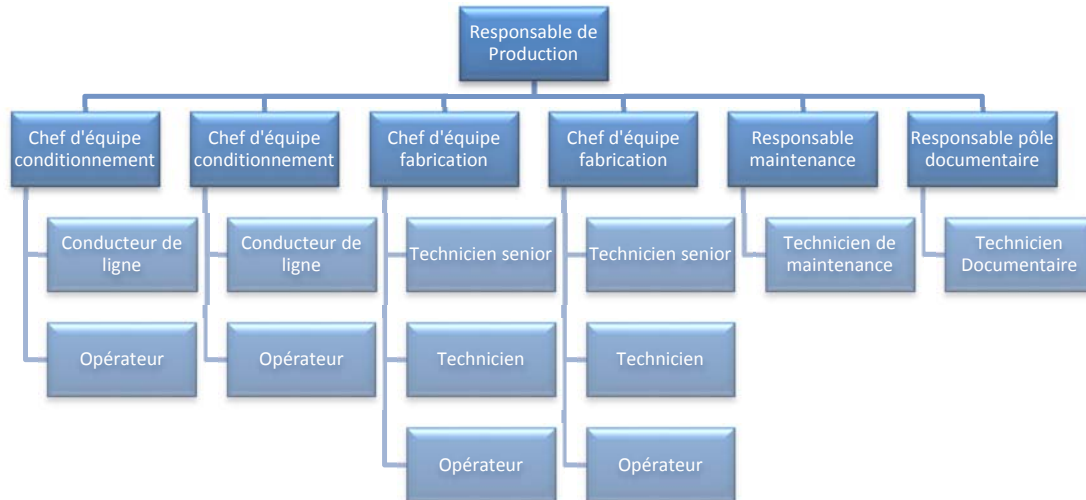 Responsable de
Production
Chef d'équipe
conditionnement
Chef d'équipe
conditionnement
Chef d'équipe
fabrication
Chef d'équipe
fabrication
Responsable
maintenance
Responsable pôle
documentaire
Conducteur de
ligne
Conducteur de
ligne
Technicien senior
Technicien senior
Technicien de
maintenance
Technicien
Documentaire
Opérateur
Opérateur
Technicien
Technicien
Opérateur
Opérateur